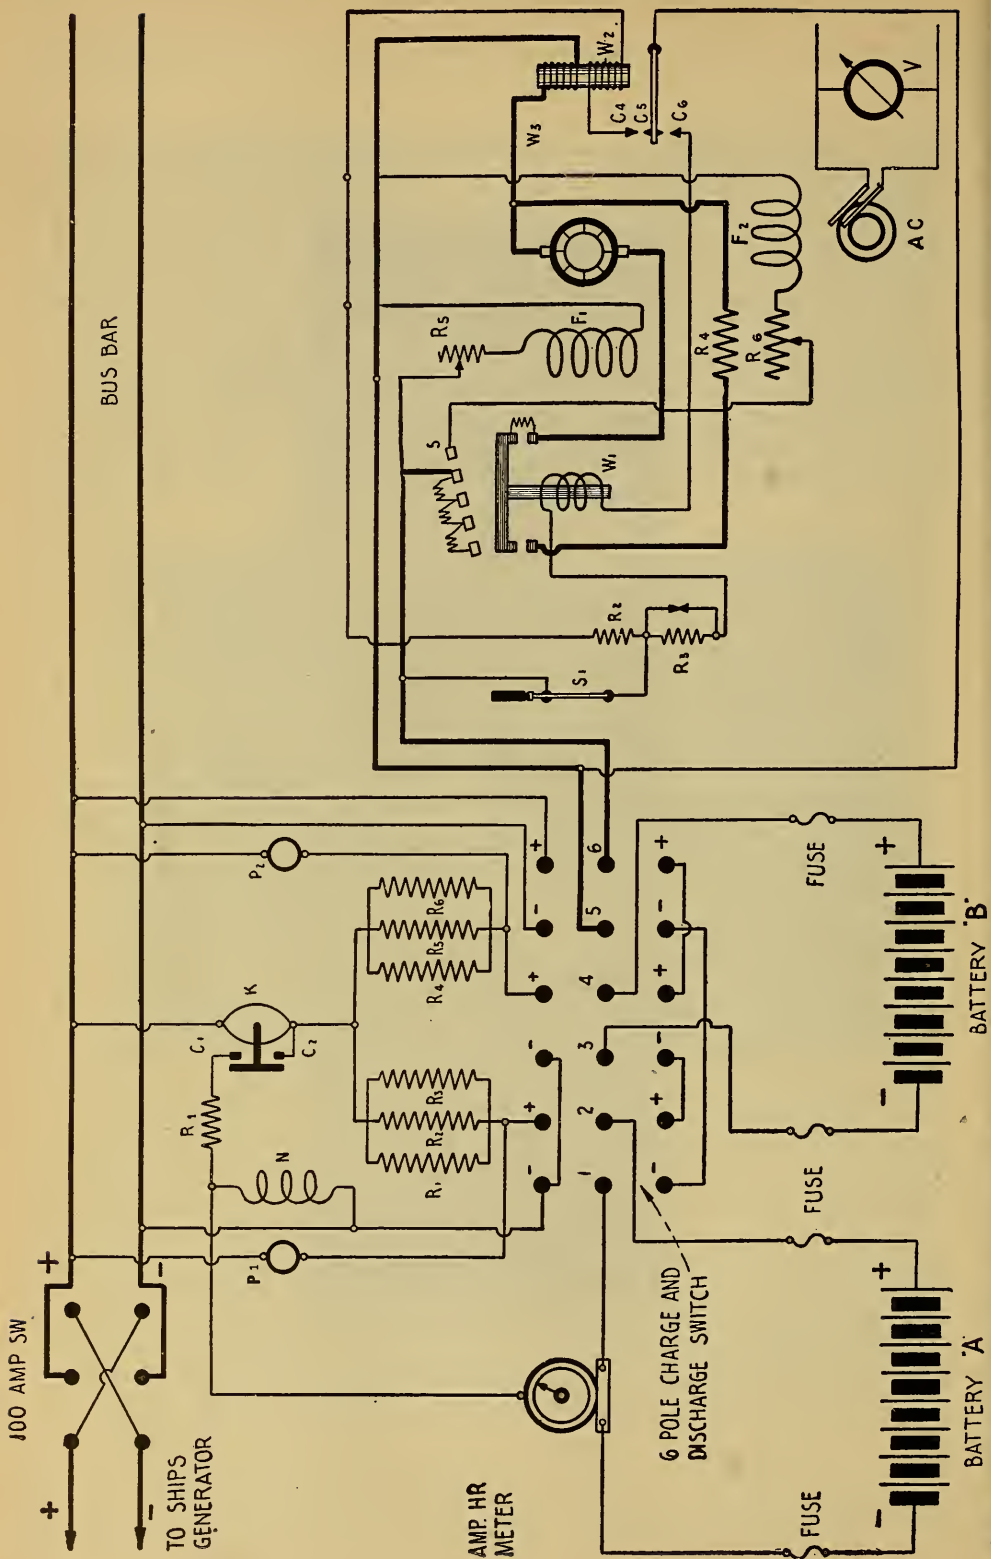 100 AMP SW
+
−
+
−
TO SHIPS
GENERATOR
BUS BAR
P1
N
R1
C1
K
C2
P2
R1
R2
R3
R4
R5
R6
AMP. HR
METER
6 POLE CHARGE AND
DISCHARGE SWITCH
−
+
−
+
−
+
1
2
3
4
5
6
−
+
−
+
−
+
S1
R2
R3
S
R5
F1
W1
W3
W2
C4
C5
C6
R4
F2
R6
AC
V
FUSE
FUSE
FUSE
FUSE
−
+
BATTERY "A"
−
+
BATTERY "B"